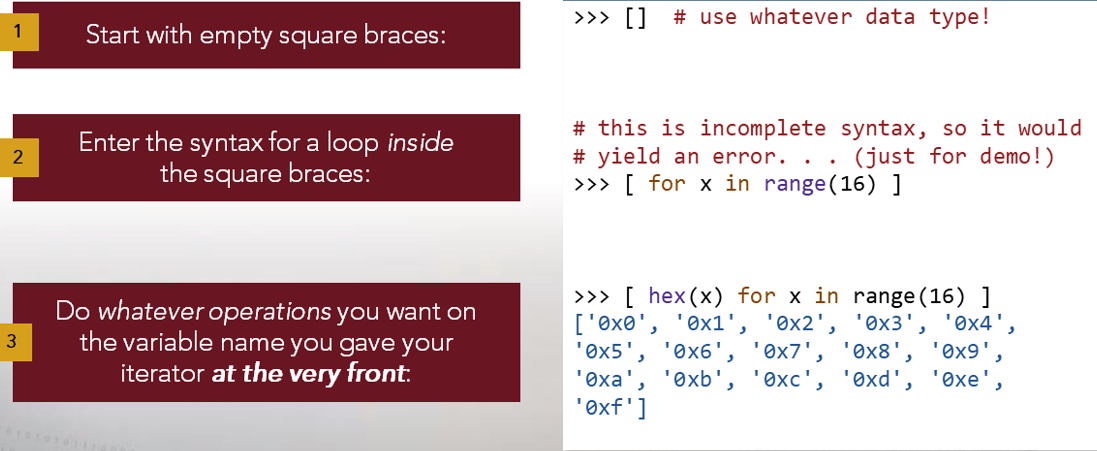 1
Start with empty square braces:
>>> []  # use whatever data type!
2
Enter the syntax for a loop inside
the square braces:
# this is incomplete syntax, so it would
# yield an error. . . (just for demo!)
>>> [ for x in range(16) ]
3
Do whatever operations you want on
the variable name you gave your
iterator at the very front:
>>> [ hex(x) for x in range(16) ]
['0x0', '0x1', '0x2', '0x3', '0x4',
'0x5', '0x6', '0x7', '0x8', '0x9',
'0xa', '0xb', '0xc', '0xd', '0xe',
'0xf']